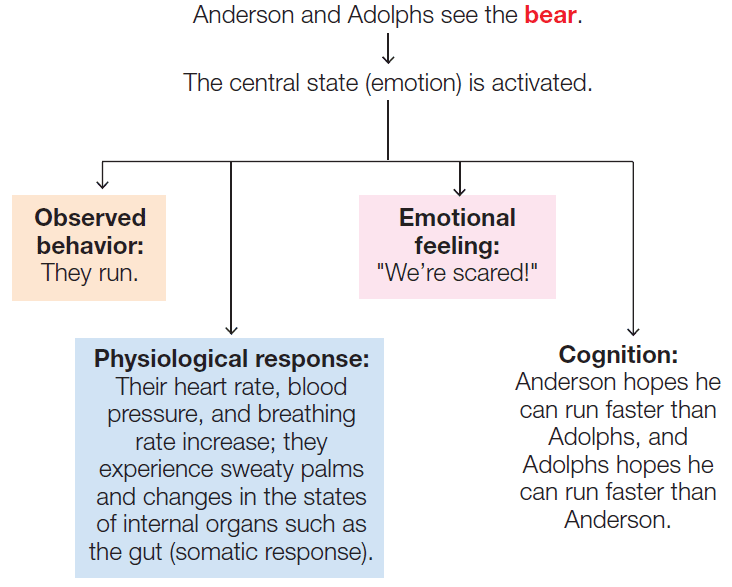 Anderson and Adolphs see the bear.
The central state (emotion) is activated.
Observed
behavior:
They run.
Emotional
feeling:
"We’re scared!"
Physiological response:
Their heart rate, blood
pressure, and breathing
rate increase; they
experience sweaty palms
and changes in the states
of internal organs such as
the gut (somatic response).
Cognition:
Anderson hopes he
can run faster than
Adolphs, and
Adolphs hopes he
can run faster than
Anderson.